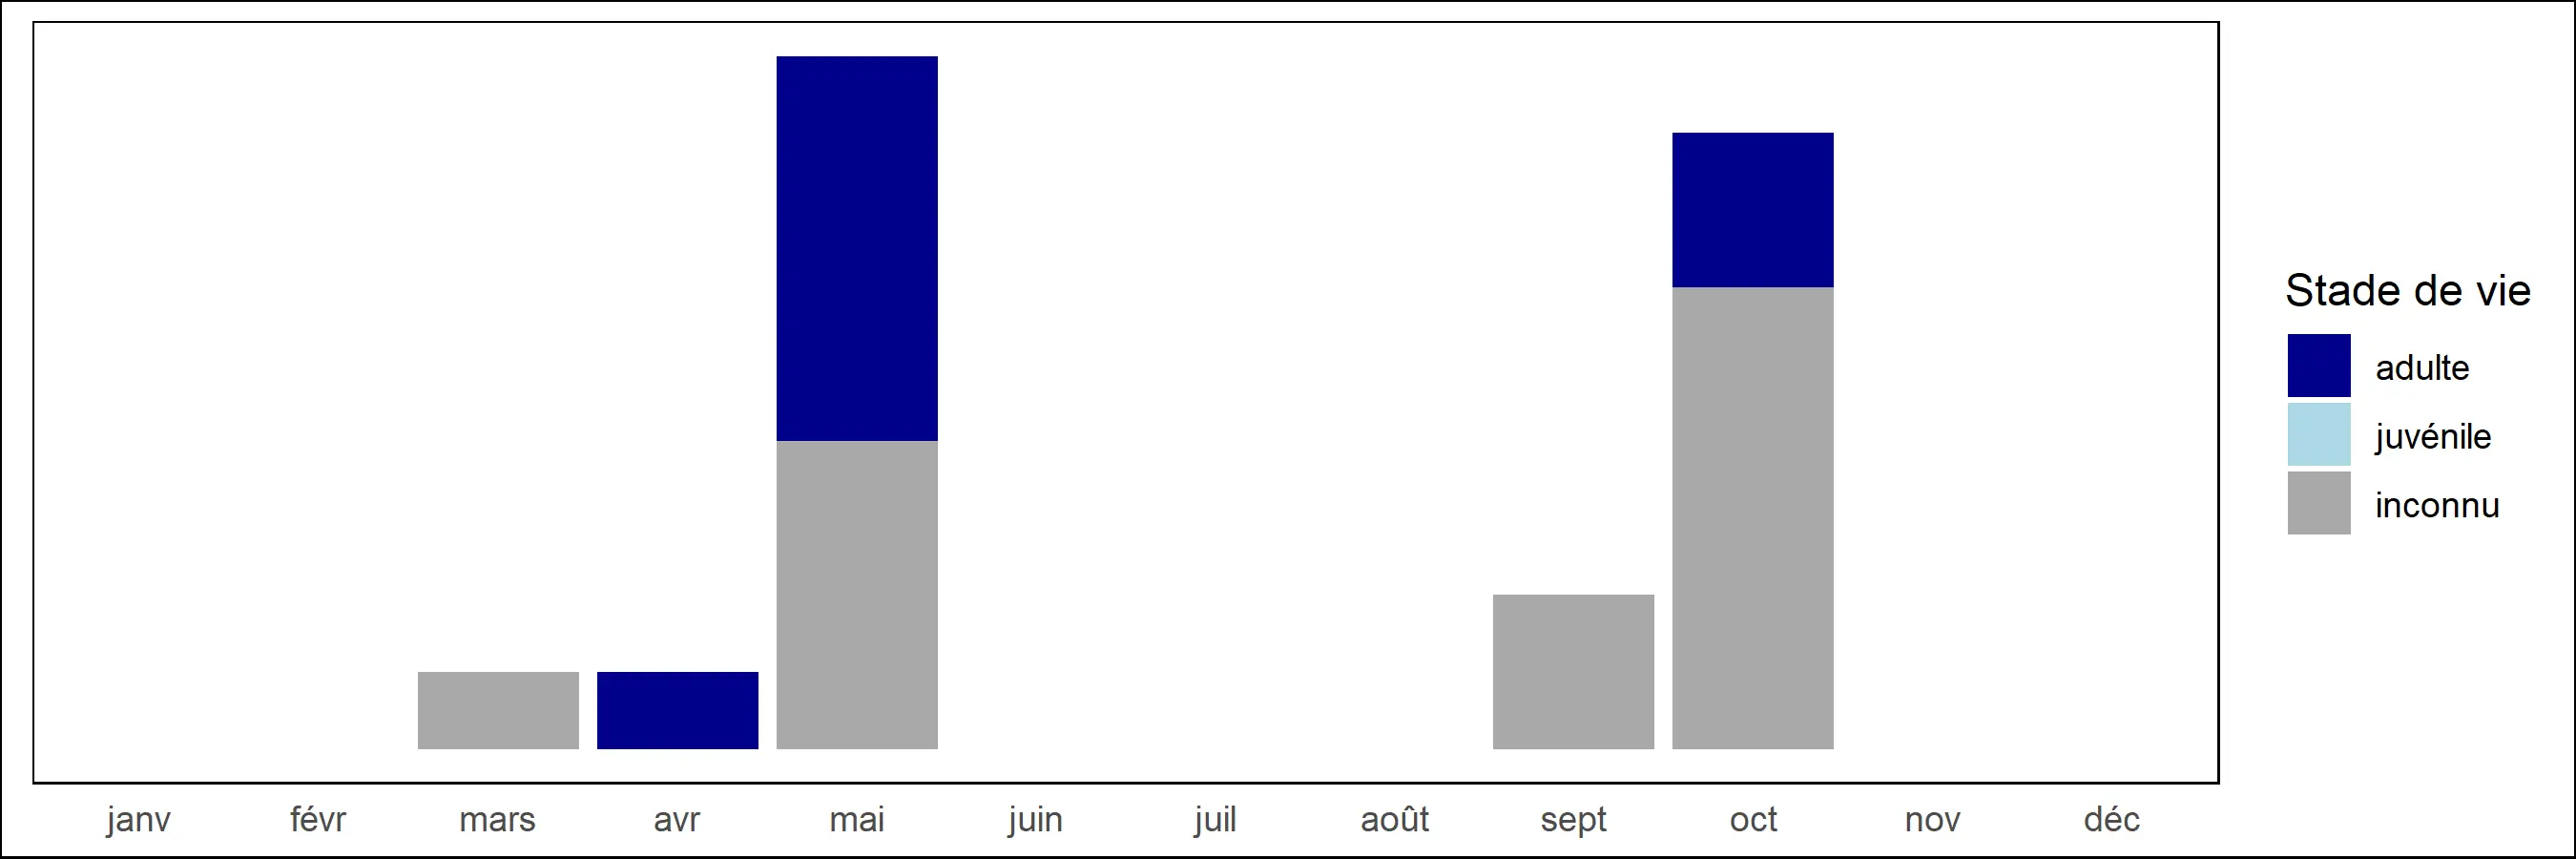 Stade de vie
adulte
juvénile
inconnu
janv févr mars avr mai juin juil août sept oct nov déc